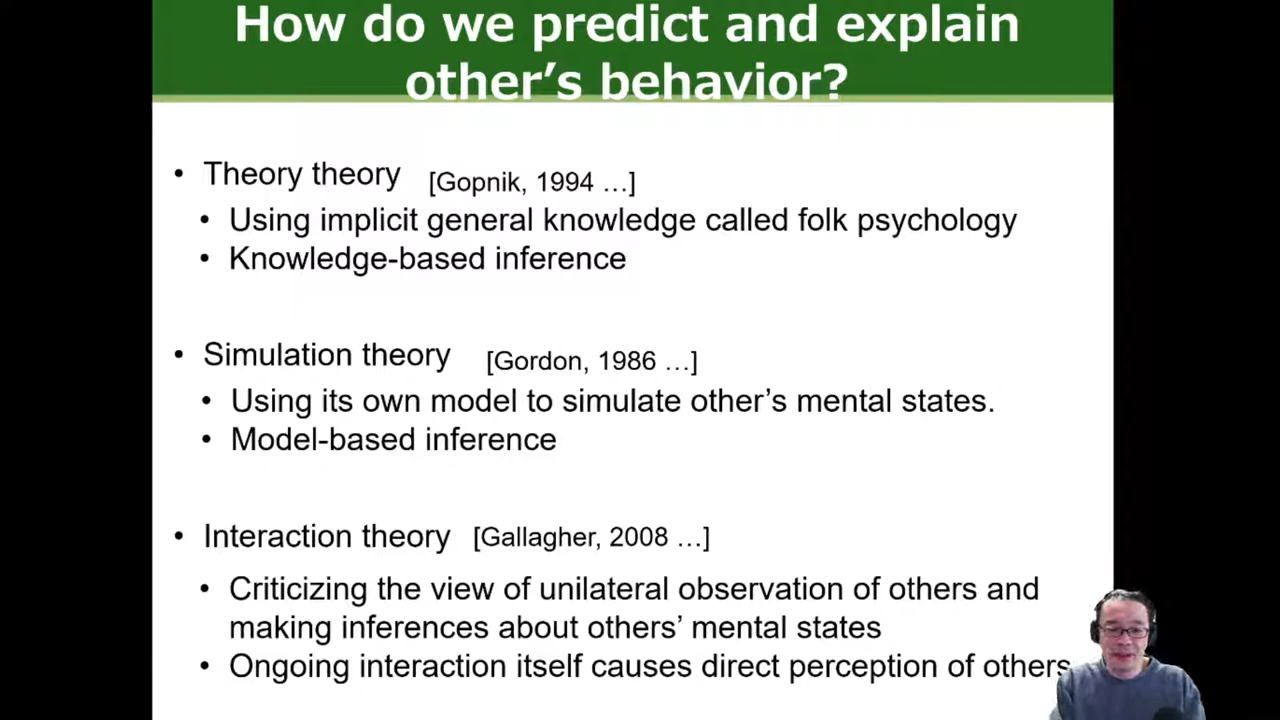 How do we predict and explain
other’s behavior?
• Theory theory [Gopnik, 1994 …]
• Using implicit general knowledge called folk psychology
• Knowledge-based inference
• Simulation theory [Gordon, 1986 …]
• Using its own model to simulate other’s mental states.
• Model-based inference
• Interaction theory [Gallagher, 2008 …]
• Criticizing the view of unilateral observation of others and
making inferences about others’ mental states
• Ongoing interaction itself causes direct perception of others